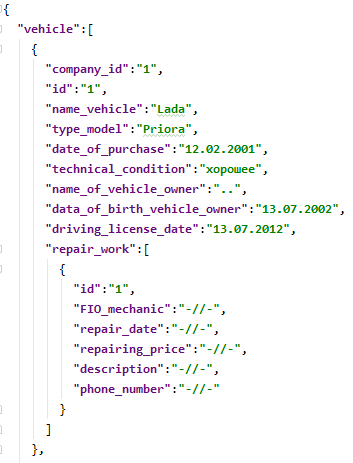 {
"vehicle":[
{
"company_id":"1",
"id":"1",
"name_vehicle":"Lada",
"type_model":"Priora",
"date_of_purchase":"12.02.2001",
"technical_condition":"хорошее",
"name_of_vehicle_owner":"..",
"data_of_birth_vehicle_owner":"13.07.2002",
"driving_license_date":"13.07.2012",
"repair_work":[
{
"id":"1",
"FIO_mechanic":"-//-",
"repair_date":"-//-",
"repairing_price":"-//-",
"description":"-//-",
"phone_number":"-//-"
}
]
},